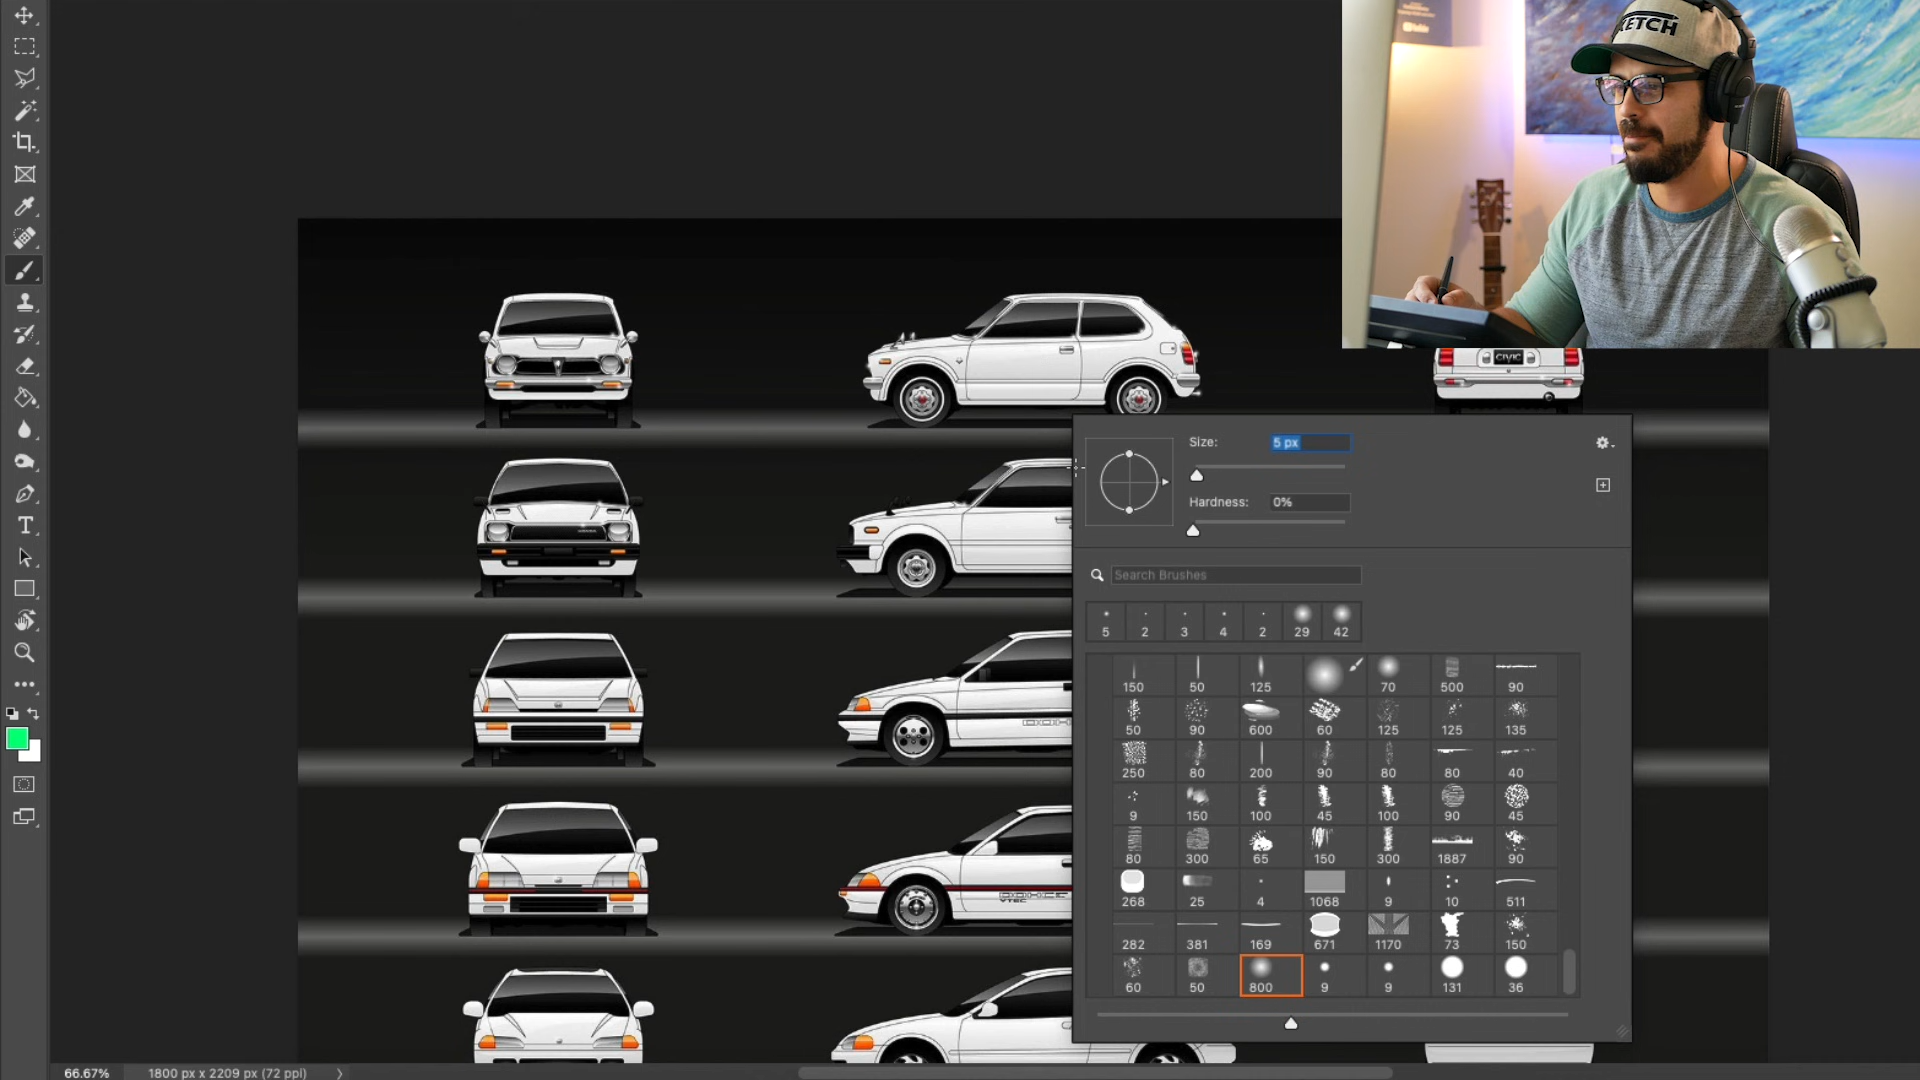 SKETCH
CIVIC
Size:
5 px
Hardness:
0%
Search Brushes
5 2 3 4 2 29 42
150 50 125 70 500 90
50 90 600 60 125 125 135
250 80 200 90 80 80 40
9 150 100 45 100 90 45
80 300 65 150 300 1887 90
268 25 4 1068 9 10 511
282 381 169 671 1170 73 150
60 50 800 9 9 131 36
DOHC
VTEC
66.67%
1800 px x 2209 px (72 ppi)